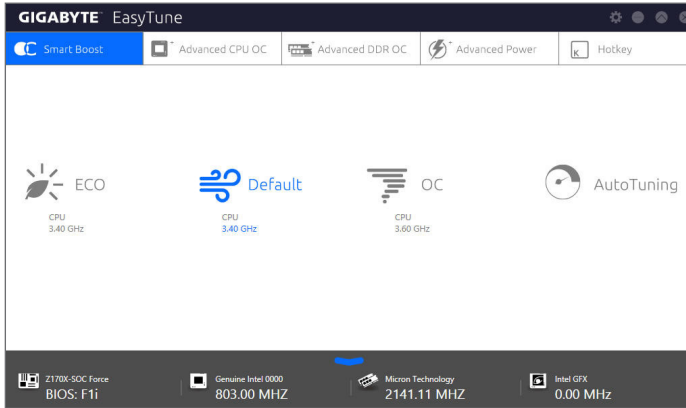 GIGABYTE™ EasyTune
Smart Boost
Advanced CPU OC
Advanced DDR OC
Advanced Power
K
Hotkey
ECO
CPU
3.40 GHz
Default
CPU
3.40 GHz
OC
CPU
3.60 GHz
AutoTuning
Z170X-SOC Force
BIOS: F1i
Genuine Intel 0000
803.00 MHZ
Micron Technology
2141.11 MHZ
Intel GFX
0.00 MHz